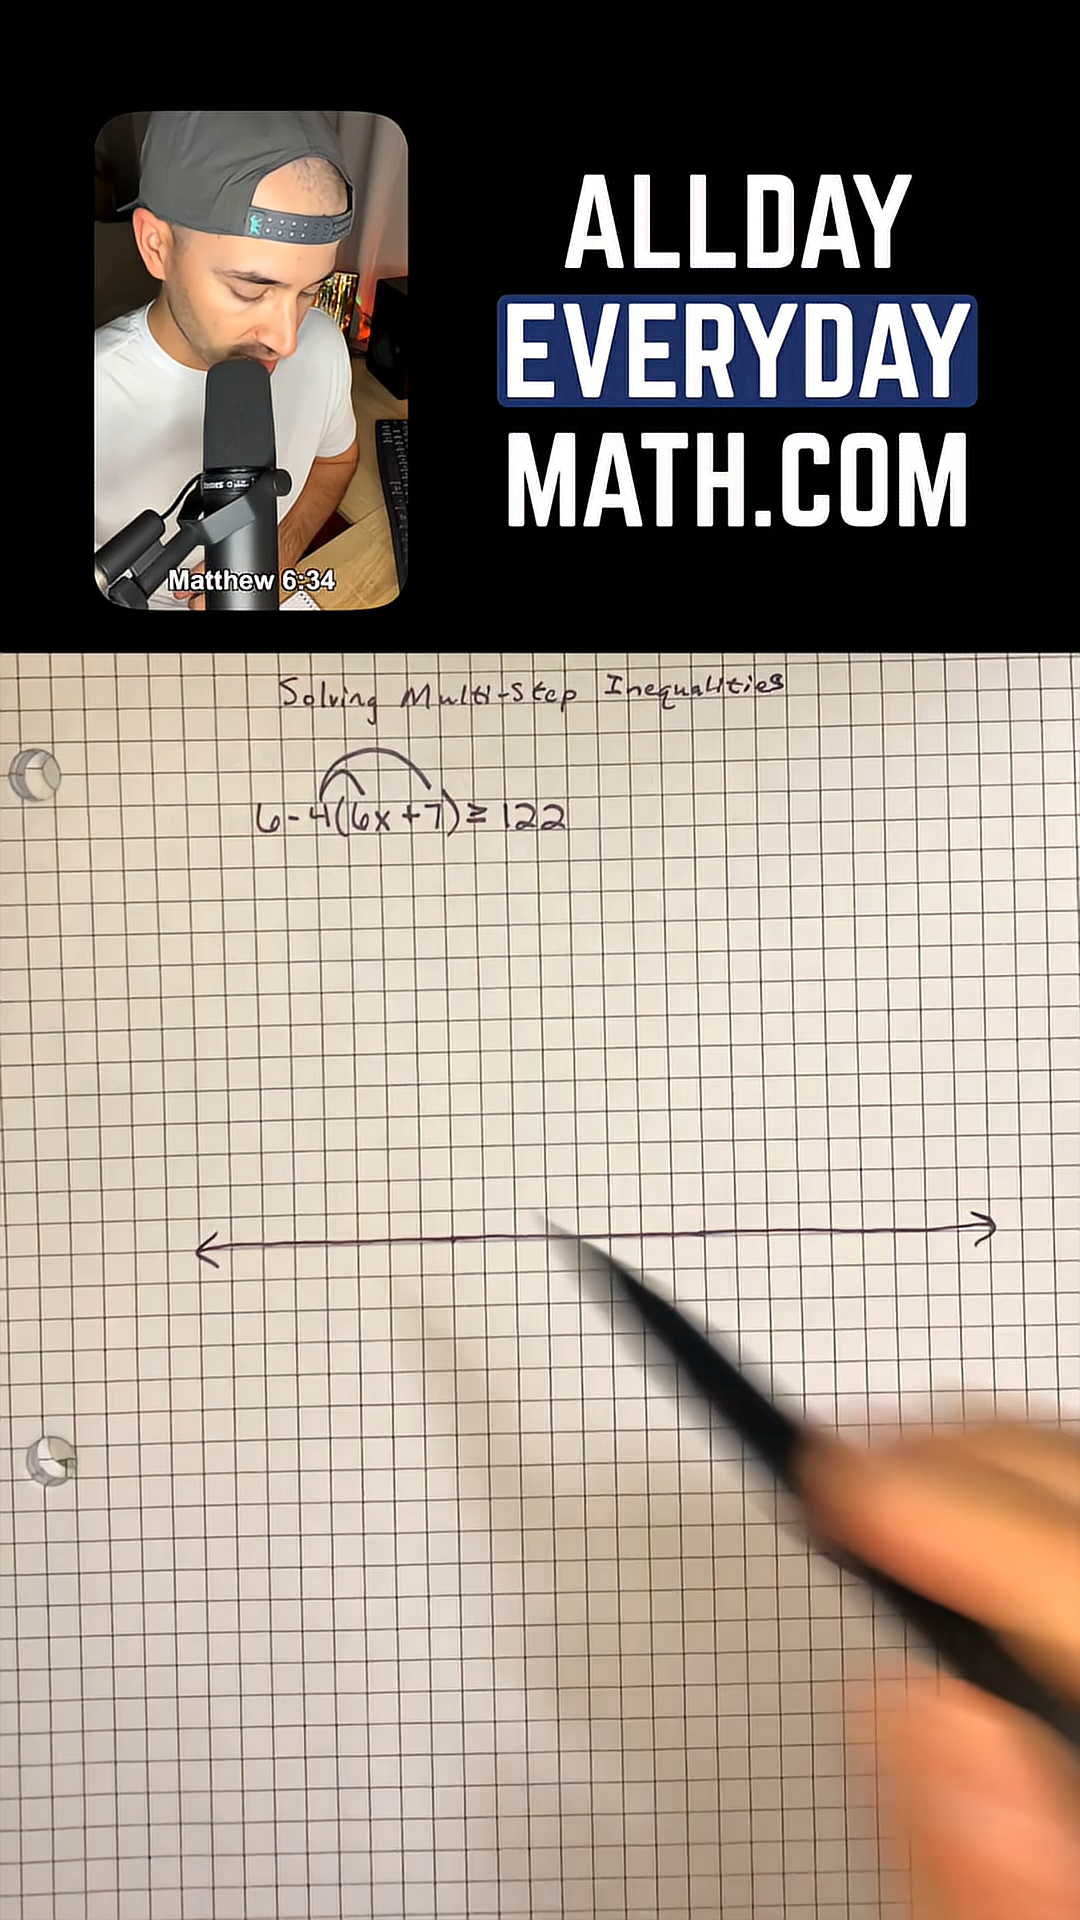 ALLDAY
EVERYDAY
MATH.COM
Matthew 6:34
Solving Multi-Step Inequalities
6-4(6x+7)≥122